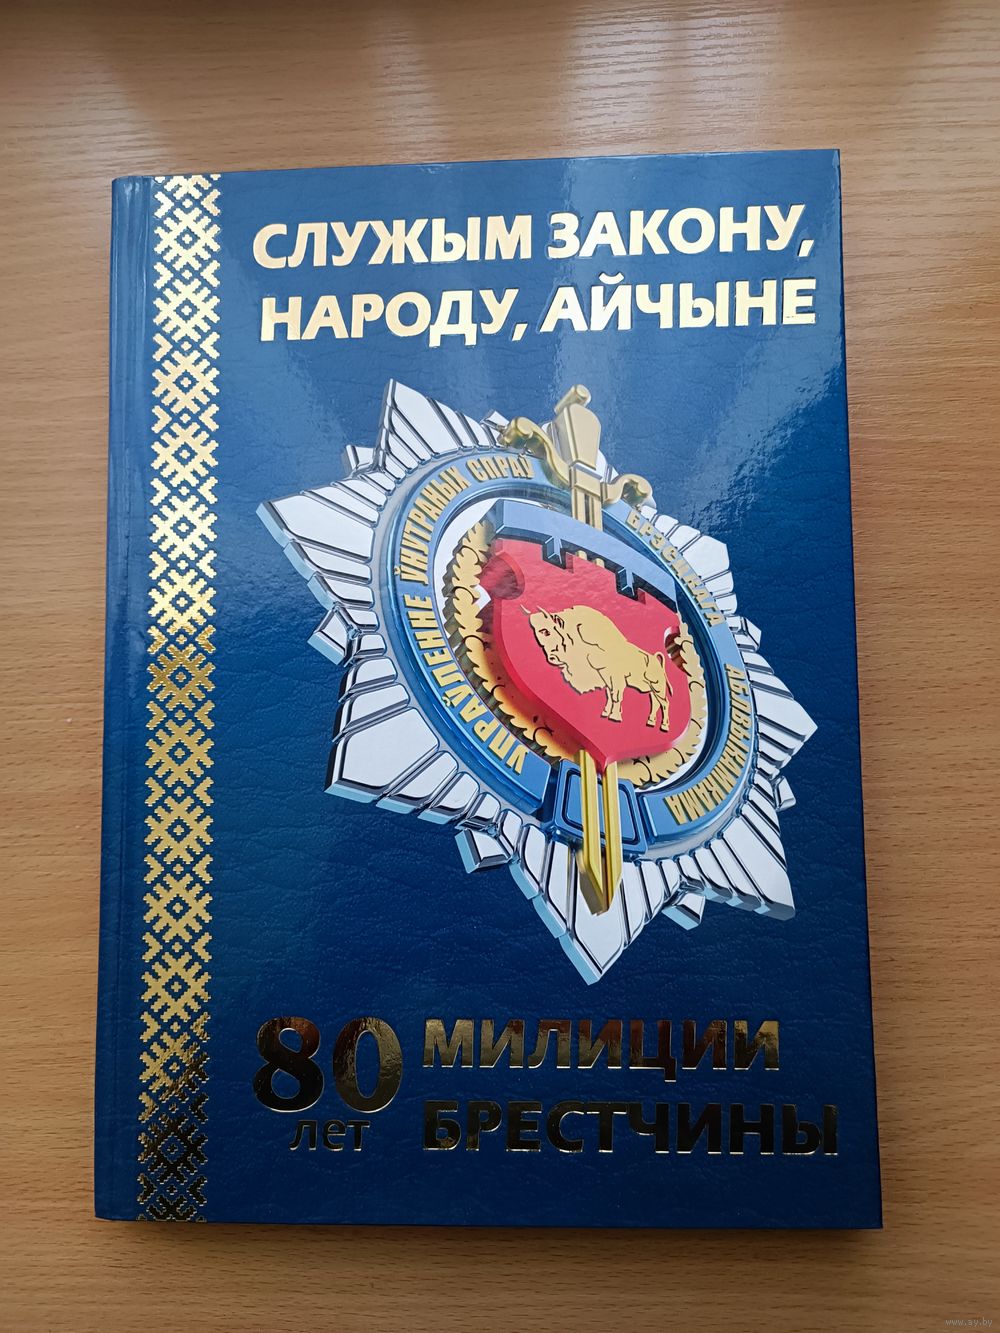 СЛУЖЫМ ЗАКОНУ,
НАРОДУ, АЙЧЫНЕ
УПРАЎЛЕННЕ ЎНУТРАНЫХ СПРАЎ
БРЭСЦКАГА АБЛВЫКАНКАМА
80 МИЛИЦИИ
лет БРЕСТЧИНЫ
www.ay.by